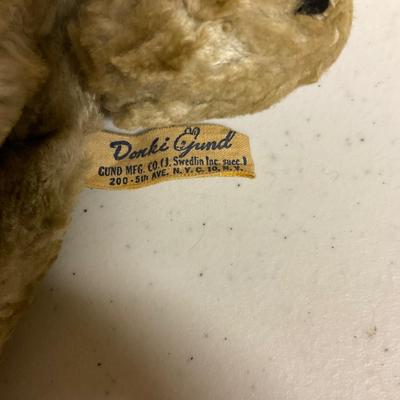 Donki Gund
GUND MFG. CO. (J. Swedlin Inc. succ.)
200-5th AVE. N.Y.C. 10, N.Y.